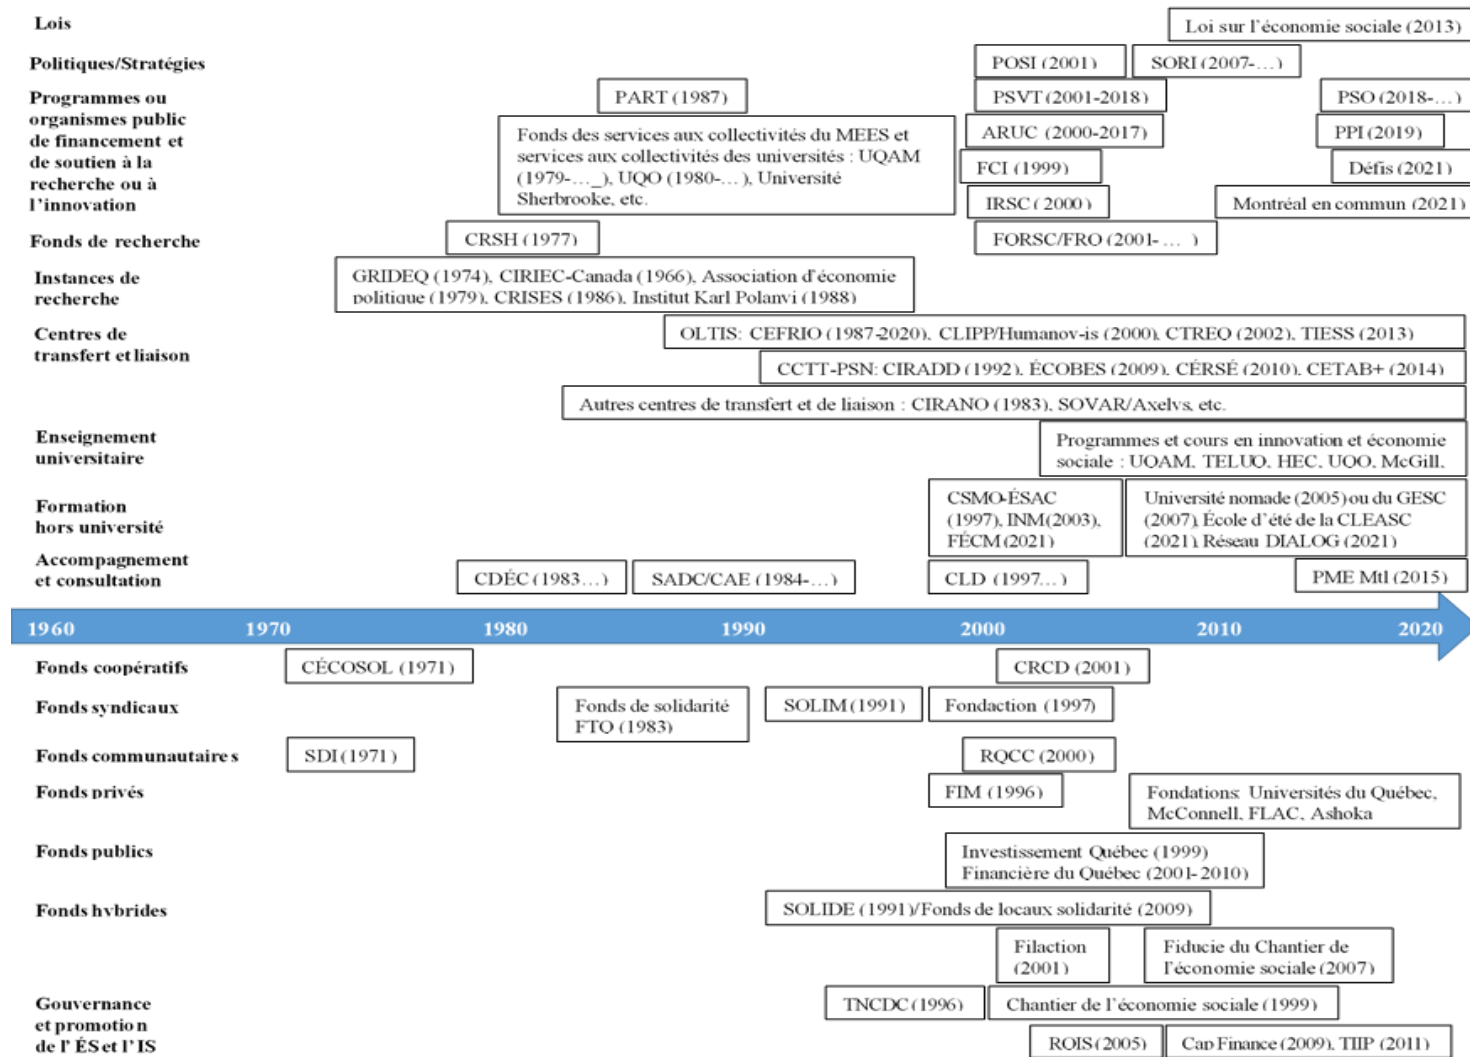 Lois
Loi sur l'économie sociale (2013)
Politiques/Stratégies
POSI (2001)
SORI (2007-…)
Programmes ou
organismes public
de financement et
de soutien à la
recherche ou à
l'innovation
PART (1987)
PSVT (2001-2018)
PSO (2018-…)
Fonds des services aux collectivités du MEES et
services aux collectivités des universités : UQAM
(1979-…_), UQO (1980-…), Université
Sherbrooke, etc.
ARUC (2000-2017)
PPI (2019)
FCI (1999)
Défis (2021)
IRSC (2000)
Montréal en commun (2021)
Fonds de recherche
CRSH (1977)
FORSC/FRO (2001-… )
Instances de
recherche
GRIDEQ (1974), CIRIEC-Canada (1966), Association d'économie
politique (1979), CRISES (1986), Institut Karl Polanyi (1988)
Centres de
transfert et liaison
OLTIS: CEFRIO (1987-2020), CLIPP/Humanov-is (2000), CTREQ (2002), TIESS (2013)
CCTT-PSN: CIRADD (1992), ÉCOBES (2009), CÉRSÉ (2010), CETAB+ (2014)
Autres centres de transfert et de liaison : CIRANO (1983), SOVAR/Axelys, etc.
Enseignement
universitaire
Programmes et cours en innovation et économie
sociale : UQAM, TELUQ, HEC, UQO, McGill,
Formation
hors université
CSMO-ÉSAC
(1997), INM(2003),
FÉCM (2021)
Université nomade (2005) ou du GESC
(2007), École d'été de la CLEASC
(2021), Réseau DIALOG (2021)
Accompagnement
et consultation
CDÉC (1983…)
SADC/CAE (1984-…)
CLD (1997…)
PME Mtl (2015)
1960
1970
1980
1990
2000
2010
2020
Fonds coopératifs
CÉCOSOL (1971)
CRCD (2001)
Fonds syndicaux
Fonds de solidarité
FTQ (1983)
SOLIM (1991)
Fondaction (1997)
Fonds communautaires
SDI (1971)
RQCC (2000)
Fonds privés
FIM (1996)
Fondations: Universités du Québec,
McConnell, FLAC, Ashoka
Fonds publics
Investissement Québec (1999)
Financière du Québec (2001-2010)
Fonds hybrides
SOLIDE (1991)/Fonds de locaux solidarité (2009)
Filaction
(2001)
Fiducie du Chantier de
l'économie sociale (2007)
Gouvernance
et promotion
de l' ÉS et l' IS
TNCDC (1996)
Chantier de l'économie sociale (1999)
RQIS (2005)
Cap Finance (2009), TIIP (2011)